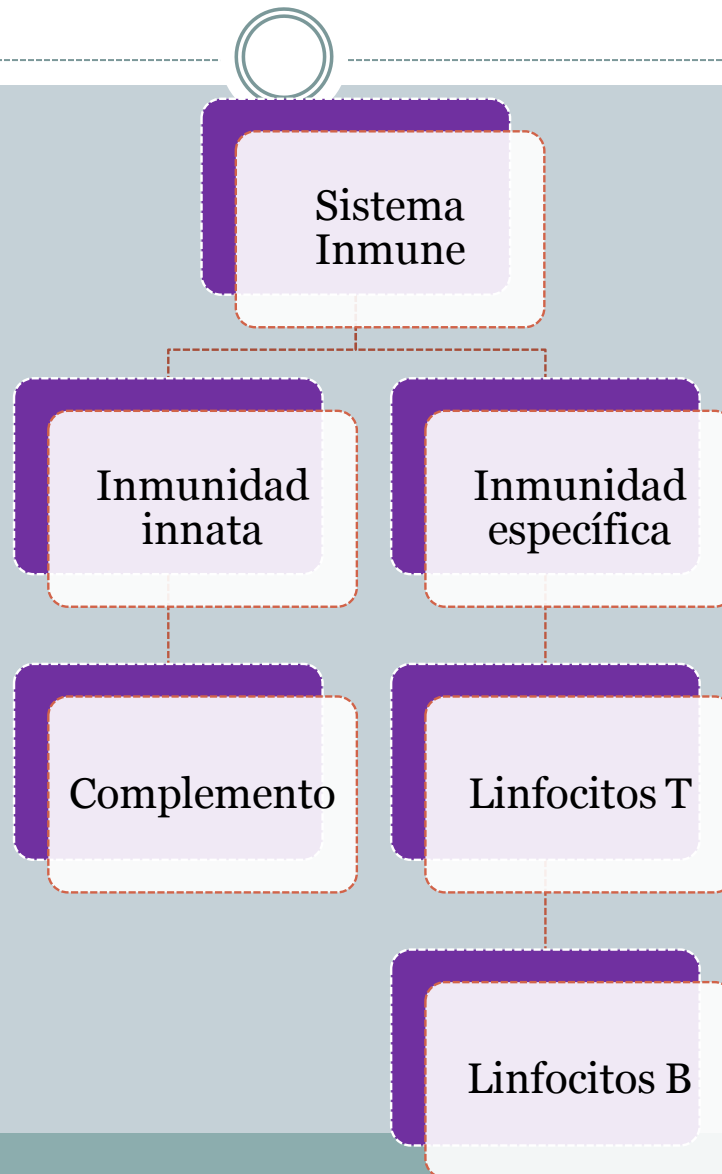 Sistema
Inmune
Inmunidad
innata
Inmunidad
específica
Complemento
Linfocitos T
Linfocitos B